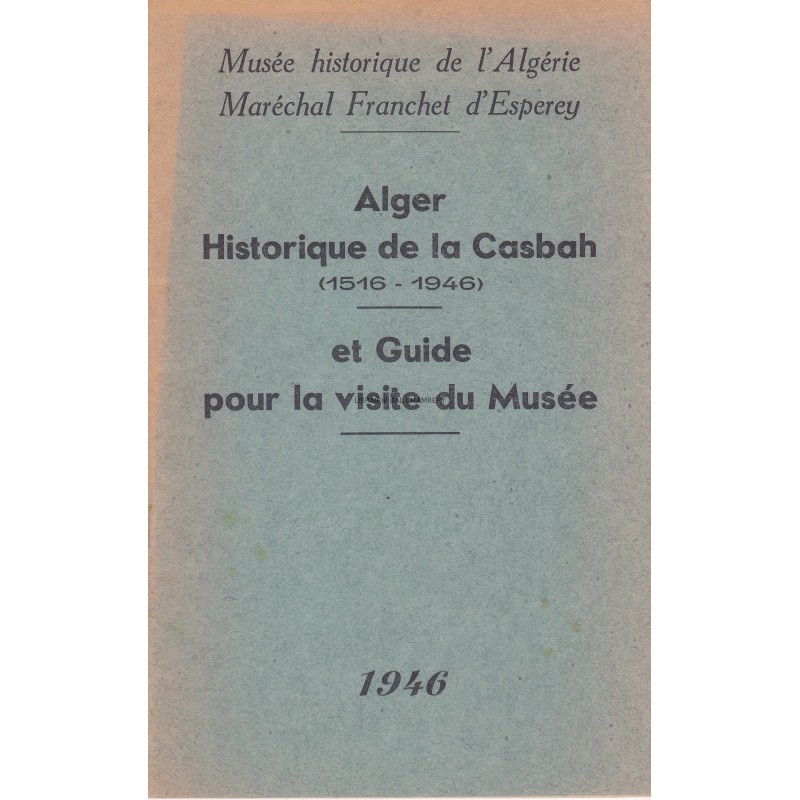 Musée historique de l'Algérie
Maréchal Franchet d'Esperey
Alger
Historique de la Casbah
(1516 - 1946)
et Guide
pour la visite du Musée
1946